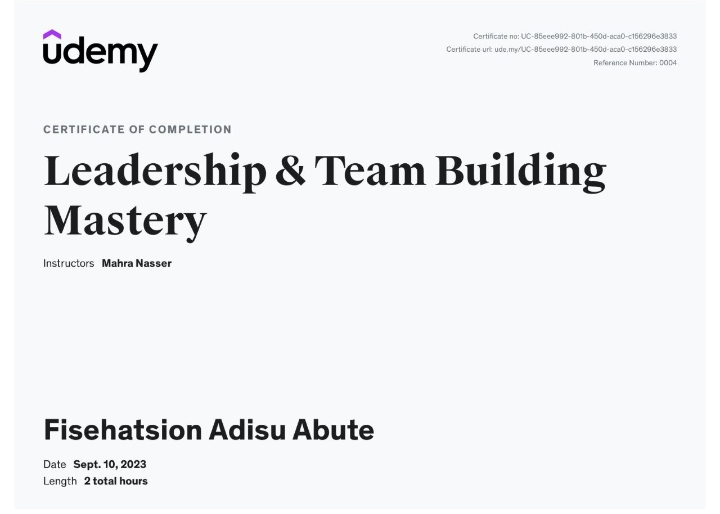 udemy
Certificate no: UC-85eee992-801b-450d-aca0-c156296e3833
Certificate url: ude.my/UC-85eee992-801b-450d-aca0-c156296e3833
Reference Number: 0004
CERTIFICATE OF COMPLETION
Leadership & Team Building
Mastery
Instructors Mahra Nasser
Fisehatsion Adisu Abute
Date Sept. 10, 2023
Length 2 total hours